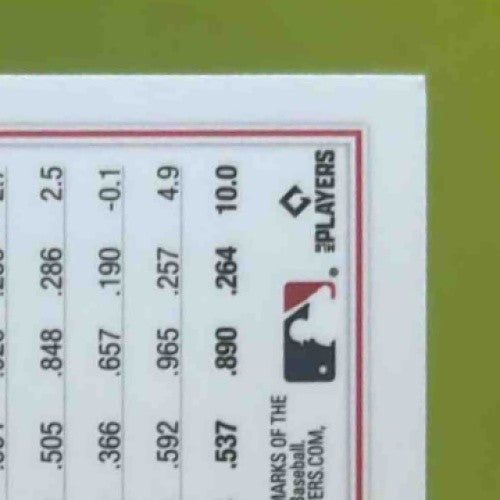 .505 .848 .286 2.5
.366 .657 .190 -0.1
.592 .965 .257 4.9
.537 .890 .264 10.0
MARKS OF THE
Baseball.
ERS.COM,
®
MLB PLAYERS